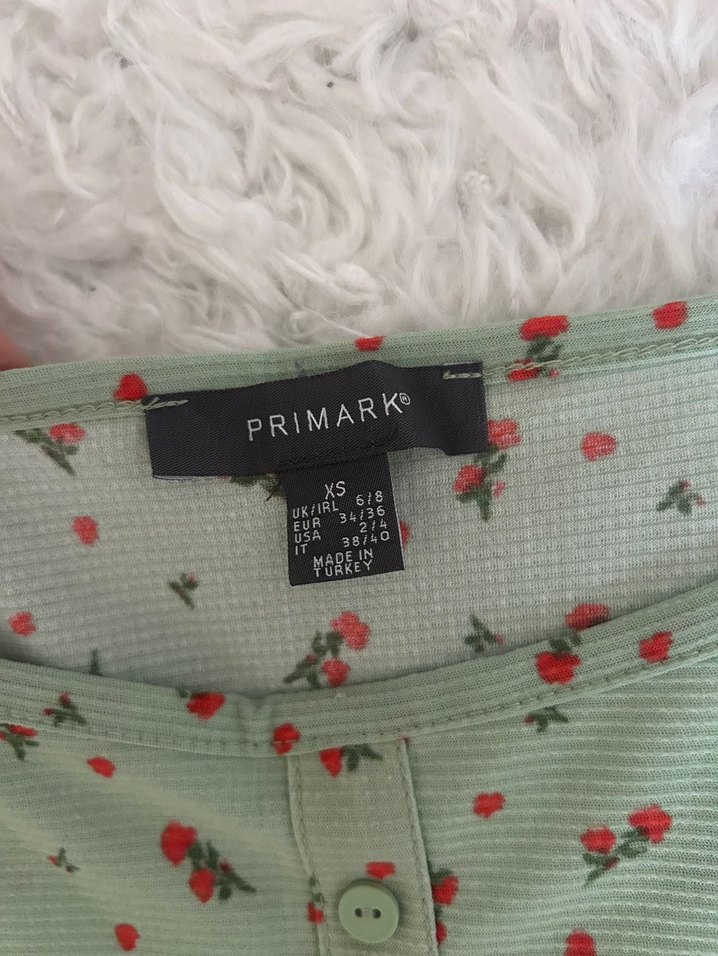 PRIMARK®
XS
UK/IRL 6/8
EUR 34/36
USA 2/4
IT 38/40
MADE IN
TURKEY